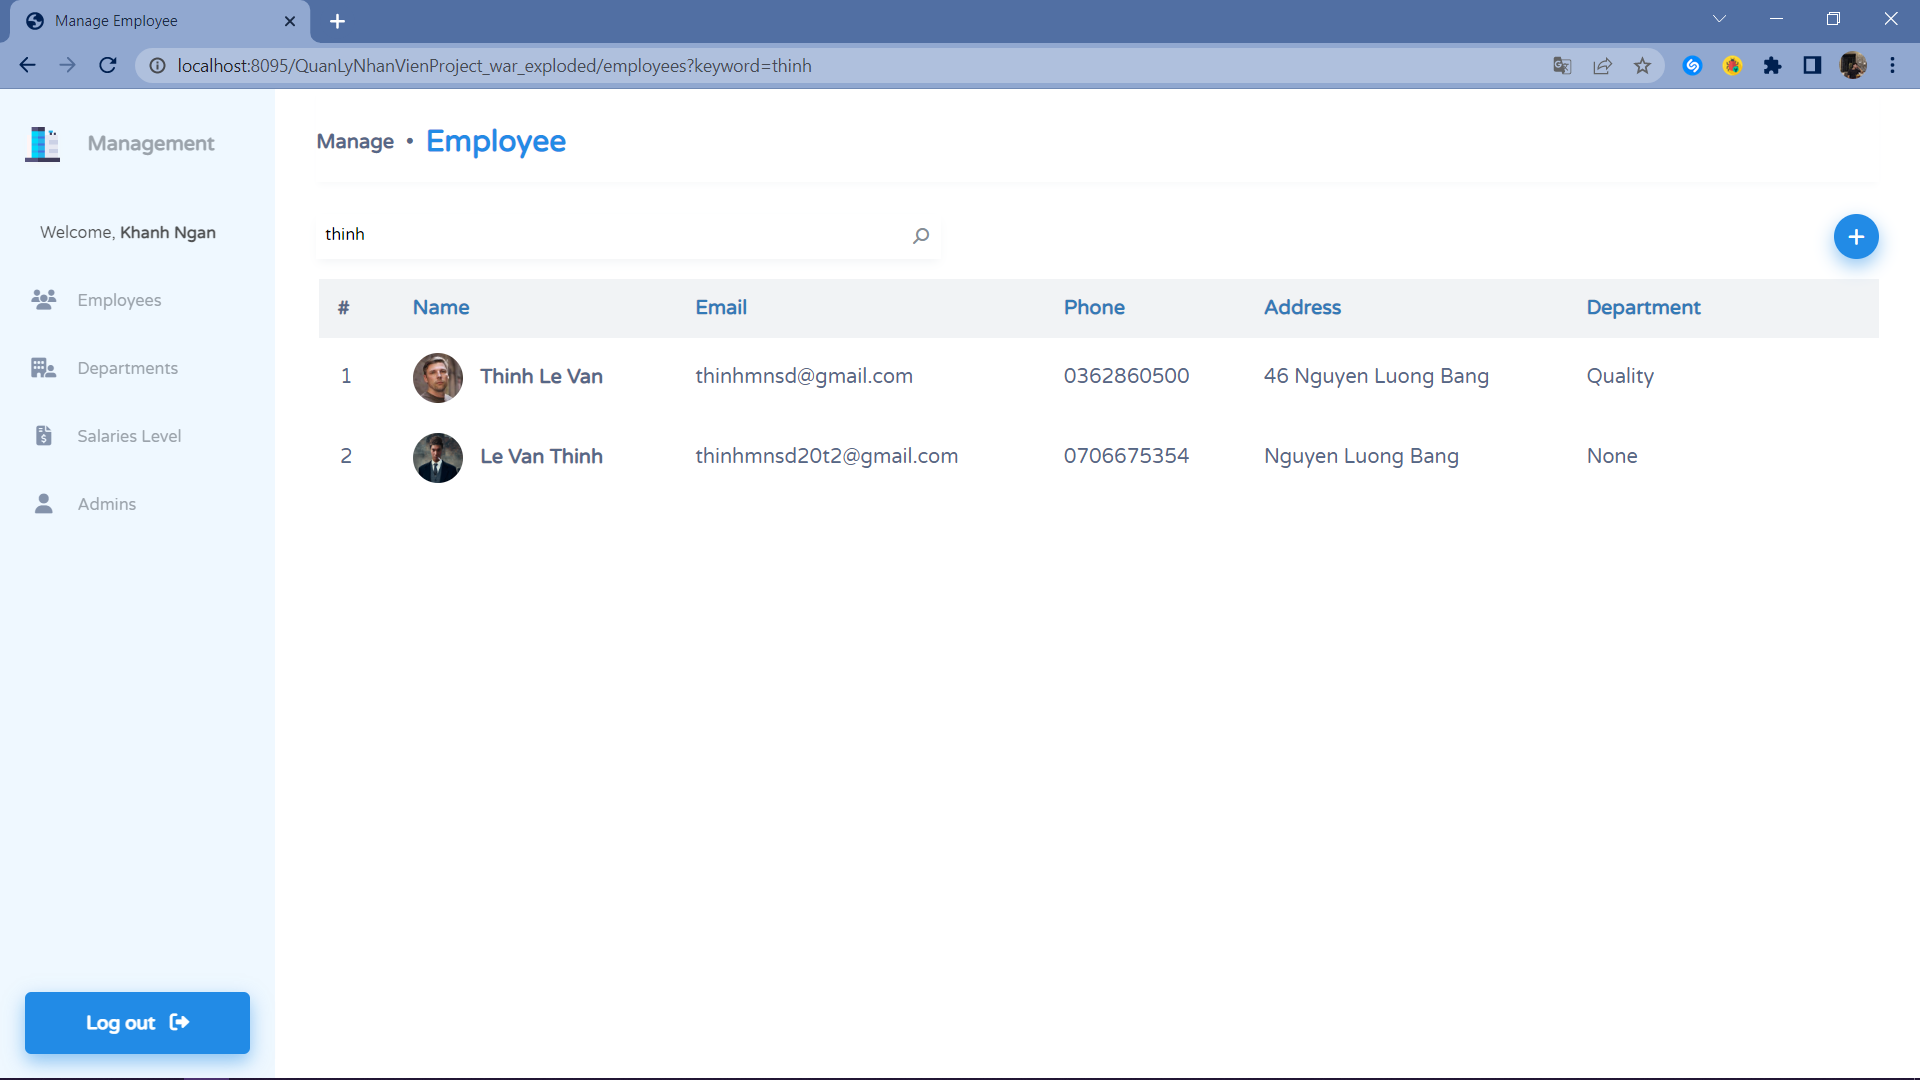 Manage Employee
localhost:8095/QuanLyNhanVienProject_war_exploded/employees?keyword=thinh
Management
Manage • Employee
Welcome, Khanh Ngan
thinh
+
Employees
Departments
Salaries Level
Admins
# Name Email Phone Address Department
1 Thinh Le Van thinhmnsd@gmail.com 0362860500 46 Nguyen Luong Bang Quality
2 Le Van Thinh thinhmnsd20t2@gmail.com 0706675354 Nguyen Luong Bang None
Log out